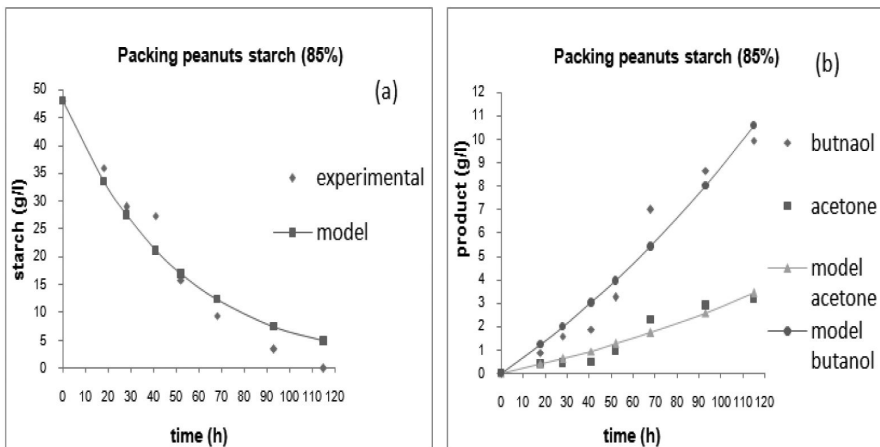 Packing peanuts starch (85%)
(a)
50
45
40
35
30
25
20
15
10
5
0
starch (g/l)
0 10 20 30 40 50 60 70 80 90 100 110 120
time (h)
experimental
model
Packing peanuts starch (85%)
(b)
12
11
10
9
8
7
6
5
4
3
2
1
0
product (g/l)
0 10 20 30 40 50 60 70 80 90 100 110 120
time (h)
butnaol
acetone
model
acetone
model
butanol